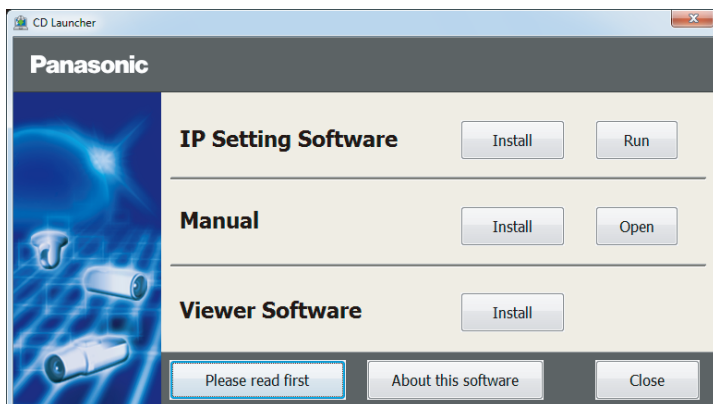 CD Launcher
Panasonic
IP Setting Software Install Run
Manual Install Open
Viewer Software Install
Please read first About this software Close